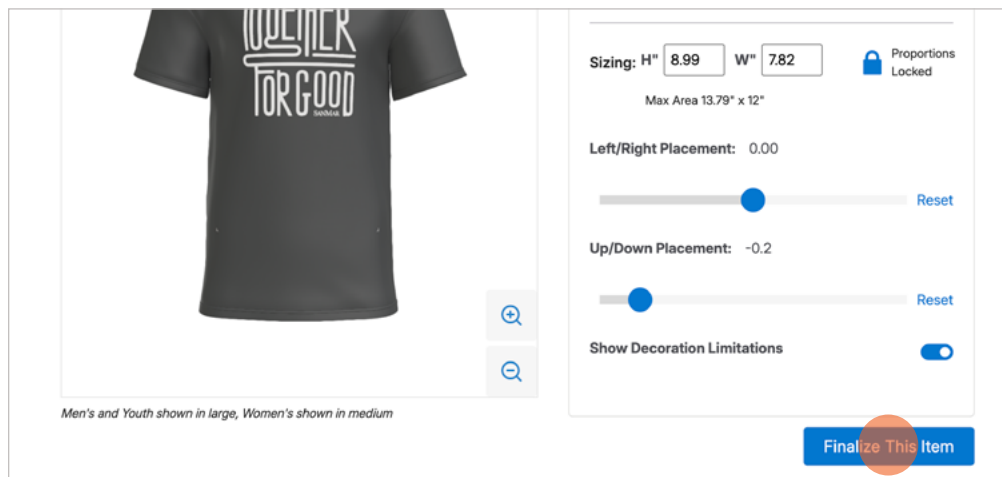 TOGETHER
FOR GOOD
SANMAR
Men's and Youth shown in large, Women's shown in medium
Sizing: H" 8.99 W" 7.82
Proportions
Locked
Max Area 13.79" x 12"
Left/Right Placement: 0.00
Reset
Up/Down Placement: -0.2
Reset
Show Decoration Limitations
Finalize This Item